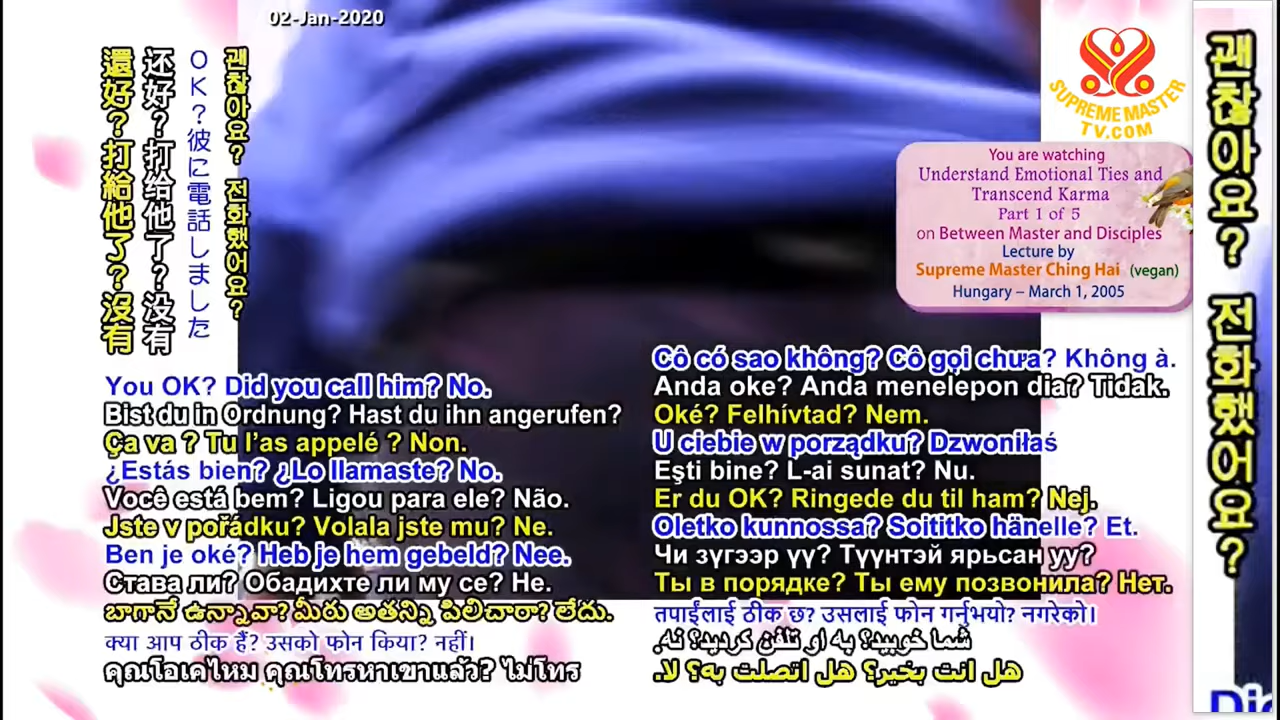 02-Jan-2020
還好？打給他了？沒有
还好？打给他了？没有
OK？彼に電話しました
괜찮아요? 전화했어요?
SUPREME MASTER
TV.COM
You are watching
Understand Emotional Ties and
Transcend Karma
Part 1 of 5
on Between Master and Disciples
Lecture by
Supreme Master Ching Hai (vegan)
Hungary – March 1, 2005
괜찮아요? 전화했어요?
You OK? Did you call him? No.
Bist du in Ordnung? Hast du ihn angerufen?
Ça va ? Tu l’as appelé ? Non.
¿Estás bien? ¿Lo llamaste? No.
Você está bem? Ligou para ele? Não.
Jste v pořádku? Volala jste mu? Ne.
Ben je oké? Heb je hem gebeld? Nee.
Става ли? Обадихте ли му се? Не.
బాగానే ఉన్నావా? మీరు అతన్ని పిలిచారా? లేదు.
क्या आप ठीक हैं? उसको फोन किया? नहीं।
คุณโอเคไหม คุณโทรหาเขาแล้ว? ไม่โทร
Cô có sao không? Cô gọi chưa? Không à.
Anda oke? Anda menelepon dia? Tidak.
Oké? Felhívtad? Nem.
U ciebie w porządku? Dzwoniłaś
Ești bine? L-ai sunat? Nu.
Er du OK? Ringede du til ham? Nej.
Oletko kunnossa? Soititko hänelle? Et.
Чи зүгээр үү? Түүнтэй ярьсан уу?
Ты в порядке? Ты ему позвонила? Нет.
तपाईंलाई ठीक छ? उसलाई फोन गर्नुभयो? नगरेको।
شما خوبید؟ به او تلفن کردید؟ نه.
هل انت بخير؟ هل اتصلت به؟ لا.